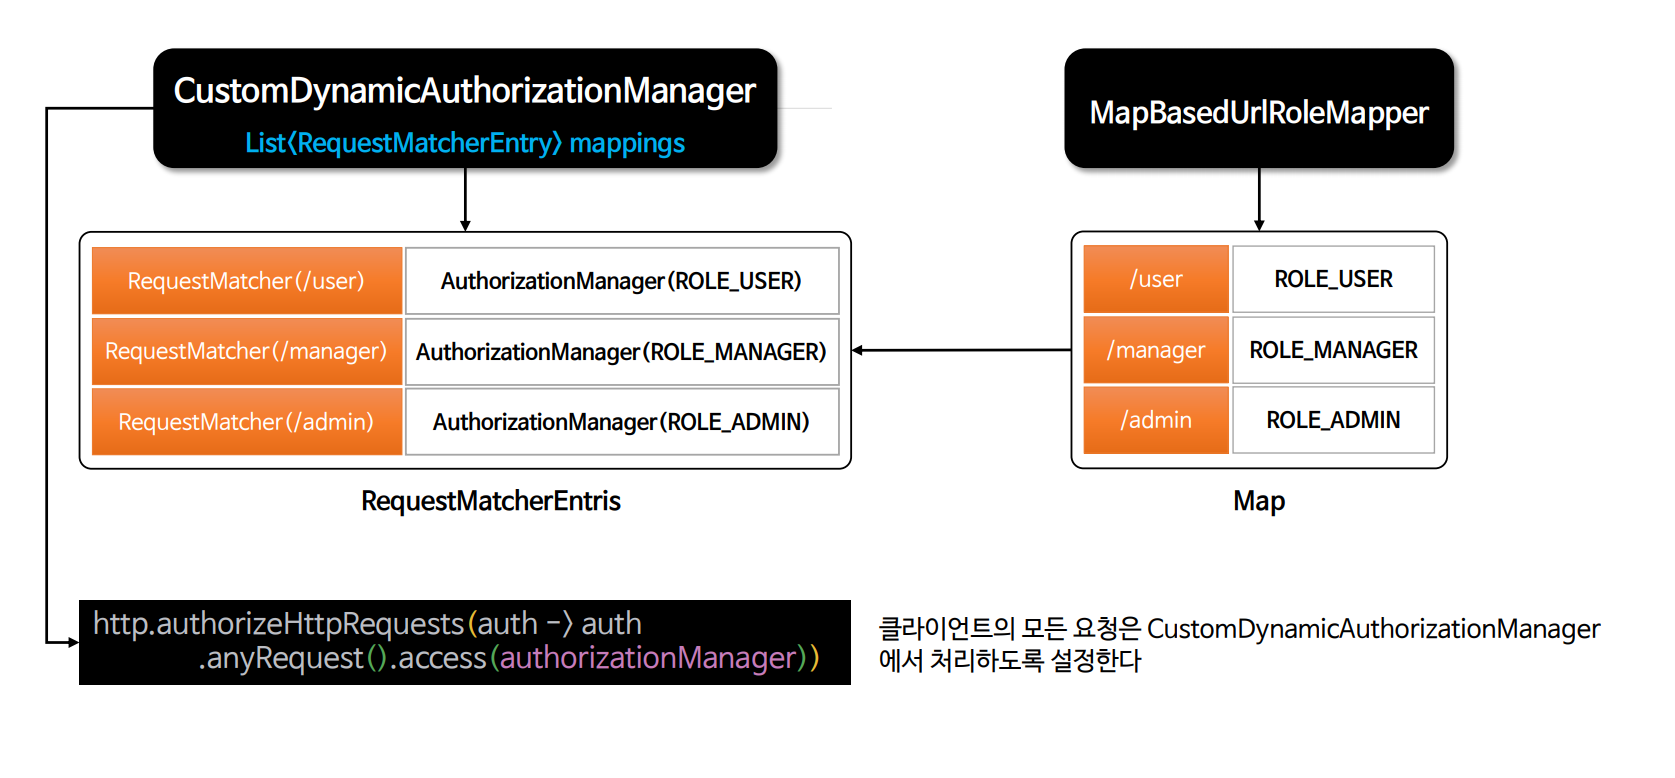 CustomDynamicAuthorizationManager
List〈RequestMatcherEntry〉 mappings
MapBasedUrlRoleMapper
RequestMatcher(/user)
AuthorizationManager(ROLE_USER)
RequestMatcher(/manager)
AuthorizationManager(ROLE_MANAGER)
RequestMatcher(/admin)
AuthorizationManager(ROLE_ADMIN)
RequestMatcherEntris
/user
ROLE_USER
/manager
ROLE_MANAGER
/admin
ROLE_ADMIN
Map
http.authorizeHttpRequests(auth -〉 auth
.anyRequest().access(authorizationManager))
클라이언트의 모든 요청은 CustomDynamicAuthorizationManager
에서 처리하도록 설정한다